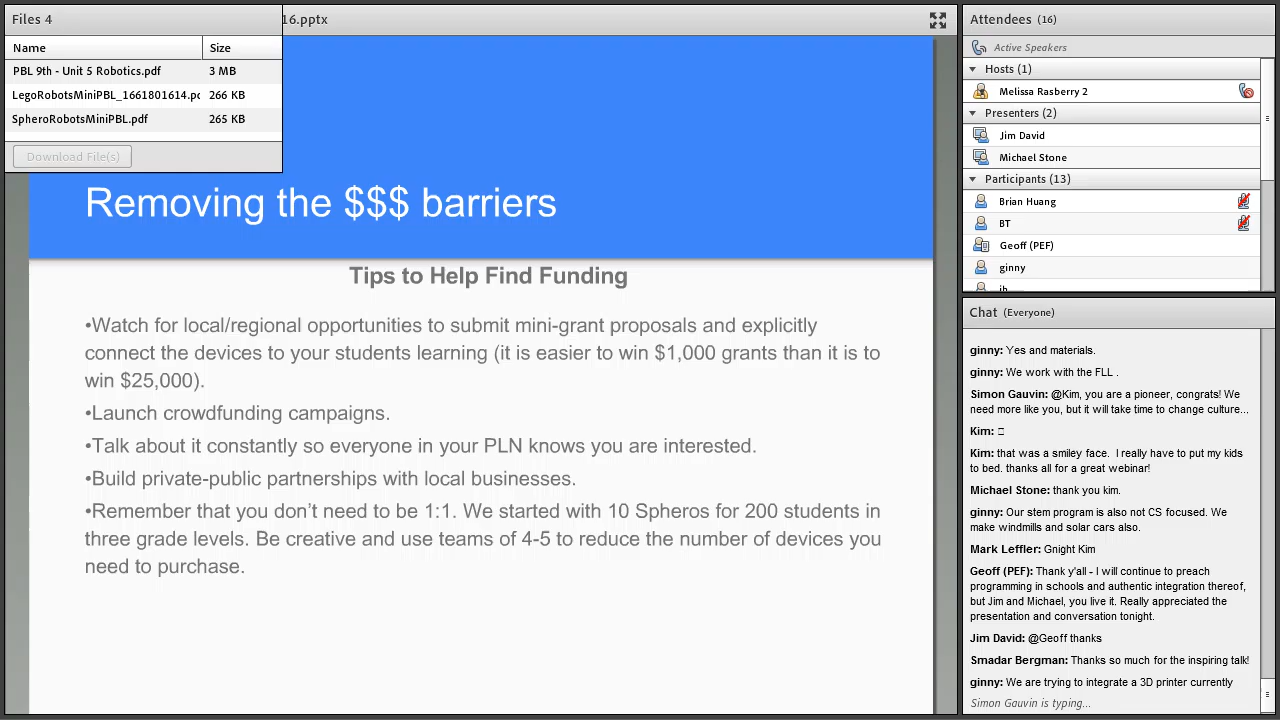 Files 4
Name Size
PBL 9th - Unit 5 Robotics.pdf 3 MB
LegoRobotsMiniPBL_1661801614.pc 266 KB
SpheroRobotsMiniPBL.pdf 265 KB
Download File(s)
16.pptx
Removing the $$$ barriers
Tips to Help Find Funding
•Watch for local/regional opportunities to submit mini-grant proposals and explicitly
connect the devices to your students learning (it is easier to win $1,000 grants than it is to
win $25,000).
•Launch crowdfunding campaigns.
•Talk about it constantly so everyone in your PLN knows you are interested.
•Build private-public partnerships with local businesses.
•Remember that you don’t need to be 1:1. We started with 10 Spheros for 200 students in
three grade levels. Be creative and use teams of 4-5 to reduce the number of devices you
need to purchase.
Attendees (16)
Active Speakers
Hosts (1)
Melissa Rasberry 2
Presenters (2)
Jim David
Michael Stone
Participants (13)
Brian Huang
BT
Geoff (PEF)
ginny
Chat (Everyone)
ginny: Yes and materials.
ginny: We work with the FLL .
Simon Gauvin: @Kim, you are a pioneer, congrats! We
need more like you, but it will take time to change culture...
Kim: □
Kim: that was a smiley face. I really have to put my kids
to bed. thanks all for a great webinar!
Michael Stone: thank you kim.
ginny: Our stem program is also not CS focused. We
make windmills and solar cars also.
Mark Leffler: Gnight Kim
Geoff (PEF): Thank y'all - I will continue to preach
programming in schools and authentic integration thereof,
but Jim and Michael, you live it. Really appreciated the
presentation and conversation tonight.
Jim David: @Geoff thanks
Smadar Bergman: Thanks so much for the inspiring talk!
ginny: We are trying to integrate a 3D printer currently
Simon Gauvin is typing...